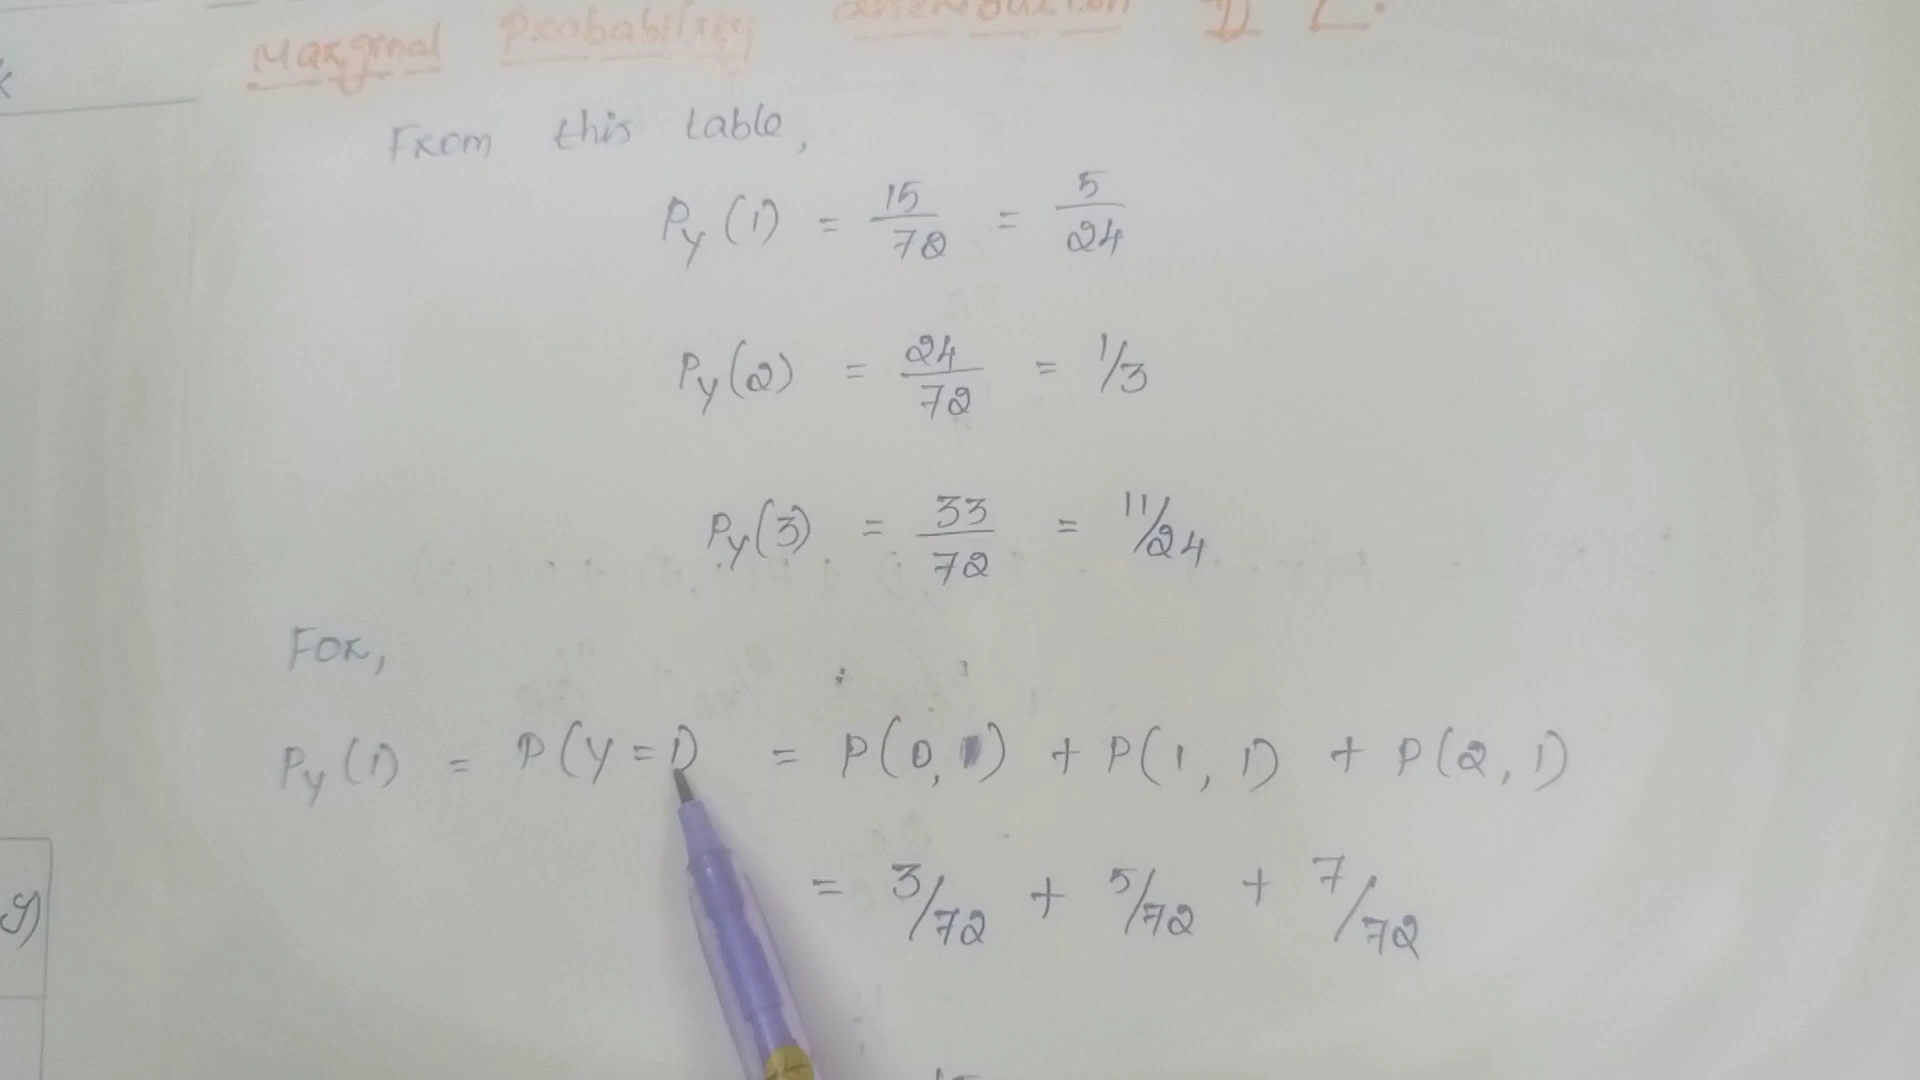 Marginal Probability distribution
From this table,
Py(1) = 15/72 = 5/24
Py(2) = 24/72 = 1/3
Py(3) = 33/72 = 11/24
For,
Py(1) = P(Y=1) = P(0,1) + P(1,1) + P(2,1)
= 3/72 + 5/72 + 7/72
y)